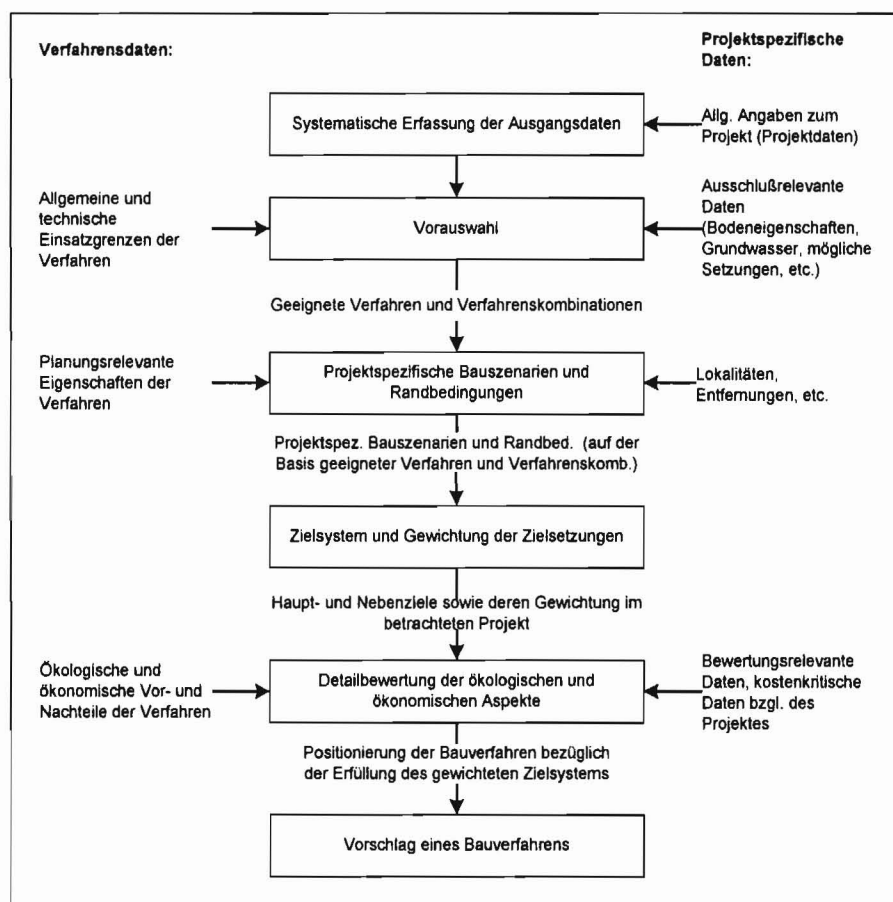 Verfahrensdaten:
Projektspezifische
Daten:
Systematische Erfassung der Ausgangsdaten
Allg. Angaben zum
Projekt (Projektdaten)
Allgemeine und
technische
Einsatzgrenzen der
Verfahren
Vorauswahl
Ausschlußrelevante
Daten
(Bodeneigenschaften,
Grundwasser, mögliche
Setzungen, etc.)
Geeignete Verfahren und Verfahrenskombinationen
Planungsrelevante
Eigenschaften der
Verfahren
Projektspezifische Bauszenarien und
Randbedingungen
Lokalitäten,
Entfernungen, etc.
Projektspez. Bauszenarien und Randbed. (auf der
Basis geeigneter Verfahren und Verfahrenskomb.)
Zielsystem und Gewichtung der Zielsetzungen
Haupt- und Nebenziele sowie deren Gewichtung im
betrachteten Projekt
Ökologische und
ökonomische Vor- und
Nachteile der Verfahren
Detailbewertung der ökologischen und
ökonomischen Aspekte
Bewertungsrelevante
Daten, kostenkritische
Daten bzgl. des
Projektes
Positionierung der Bauverfahren bezüglich
der Erfüllung des gewichteten Zielsystems
Vorschlag eines Bauverfahrens